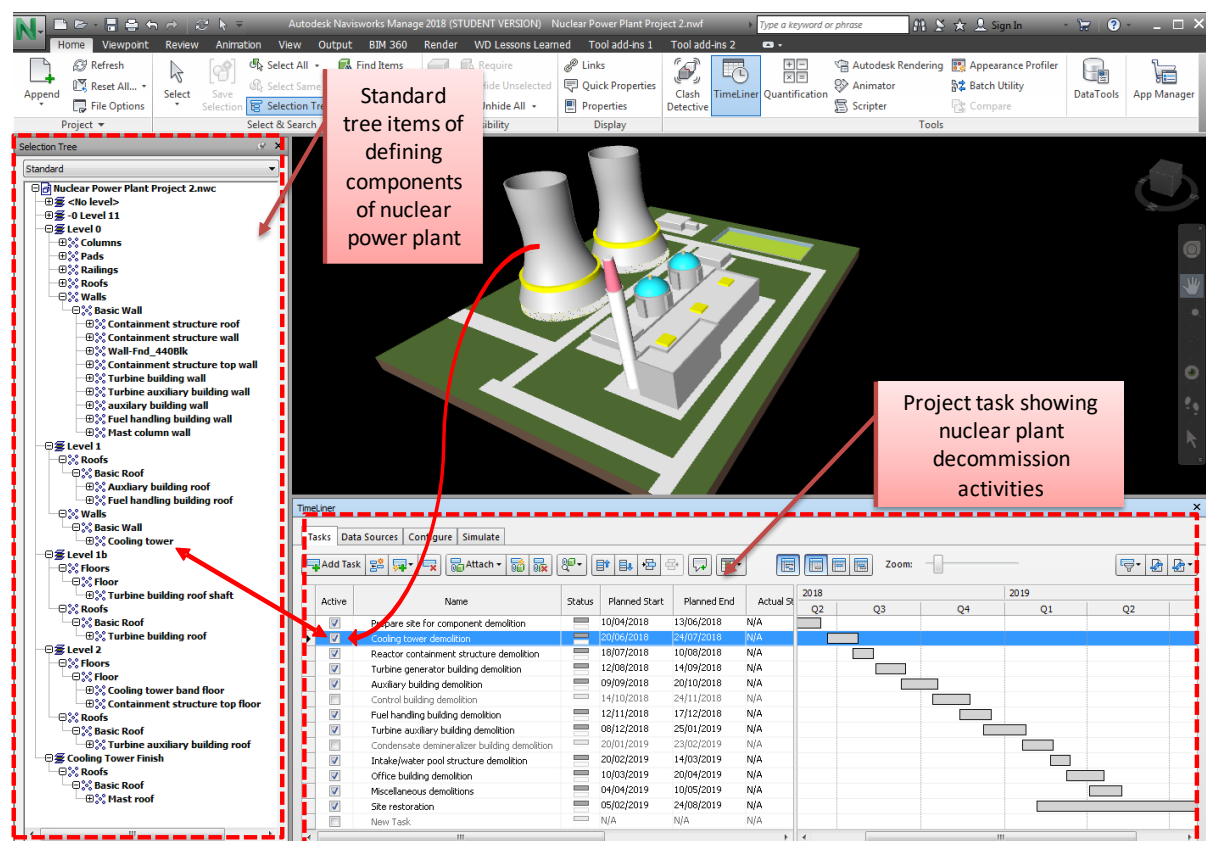 Autodesk Navisworks Manage 2018 (STUDENT VERSION) Nuclear Power Plant Project 2.nwf
Type a keyword or phrase
Sign In
Home Viewpoint Review Animation View Output BIM 360 Render WD Lessons Learned Tool add-ins 1 Tool add-ins 2
Append
Refresh
Reset All...
File Options
Project
Select
Save Selection
Select All
Select Same
Selection Tree
Find Items
Select & Search
Require
Hide Unselected
Unhide All
Links
Quick Properties
Properties
Display
Clash Detective
TimeLiner
Quantification
Autodesk Rendering
Animator
Scripter
Appearance Profiler
Batch Utility
Compare
Tools
DataTools
App Manager
Standard
tree items of
defining
components
of nuclear
power plant
Selection Tree
Standard
Nuclear Power Plant Project 2.nwc
<No level>
-0 Level 11
Level 0
Columns
Pads
Railings
Roofs
Walls
Basic Wall
Containment structure roof
Containment structure wall
Wall-Fnd_440Blk
Containment structure top wall
Turbine building wall
Turbine auxiliary building wall
auxilary building wall
Fuel handling building wall
Mast column wall
Level 1
Roofs
Basic Roof
Auxliary building roof
Fuel handling building roof
Walls
Basic Wall
Cooling tower
Level 1b
Floors
Floor
Turbine building roof shaft
Roofs
Basic Roof
Turbine building roof
Level 2
Floors
Floor
Cooling tower band floor
Containment structure top floor
Roofs
Basic Roof
Turbine auxiliary building roof
Cooling Tower Finish
Roofs
Basic Roof
Mast roof
Project task showing
nuclear plant
decommission
activities
TimeLiner
Tasks Data Sources Configure Simulate
Add Task Attach Zoom:
Active Name Status Planned Start Planned End Actual St 2018 2019
Q2 Q3 Q4 Q1 Q2
Prepare site for component demolition 10/04/2018 13/06/2018 N/A
Cooling tower demolition 20/06/2018 24/07/2018 N/A
Reactor containment structure demolition 18/07/2018 10/08/2018 N/A
Turbine generator building demolition 12/08/2018 14/09/2018 N/A
Auxiliary building demolition 09/09/2018 20/10/2018 N/A
Control building demolition 14/10/2018 24/11/2018 N/A
Fuel handling building demolition 12/11/2018 17/12/2018 N/A
Turbine auxiliary building demolition 08/12/2018 25/01/2019 N/A
Condensate demineralizer building demolition 20/01/2019 23/02/2019 N/A
Intake/water pool structure demolition 20/02/2019 14/03/2019 N/A
Office building demolition 10/03/2019 20/04/2019 N/A
Miscellaneous demolitions 04/04/2019 10/05/2019 N/A
Site restoration 05/02/2019 24/08/2019 N/A
New Task N/A N/A N/A